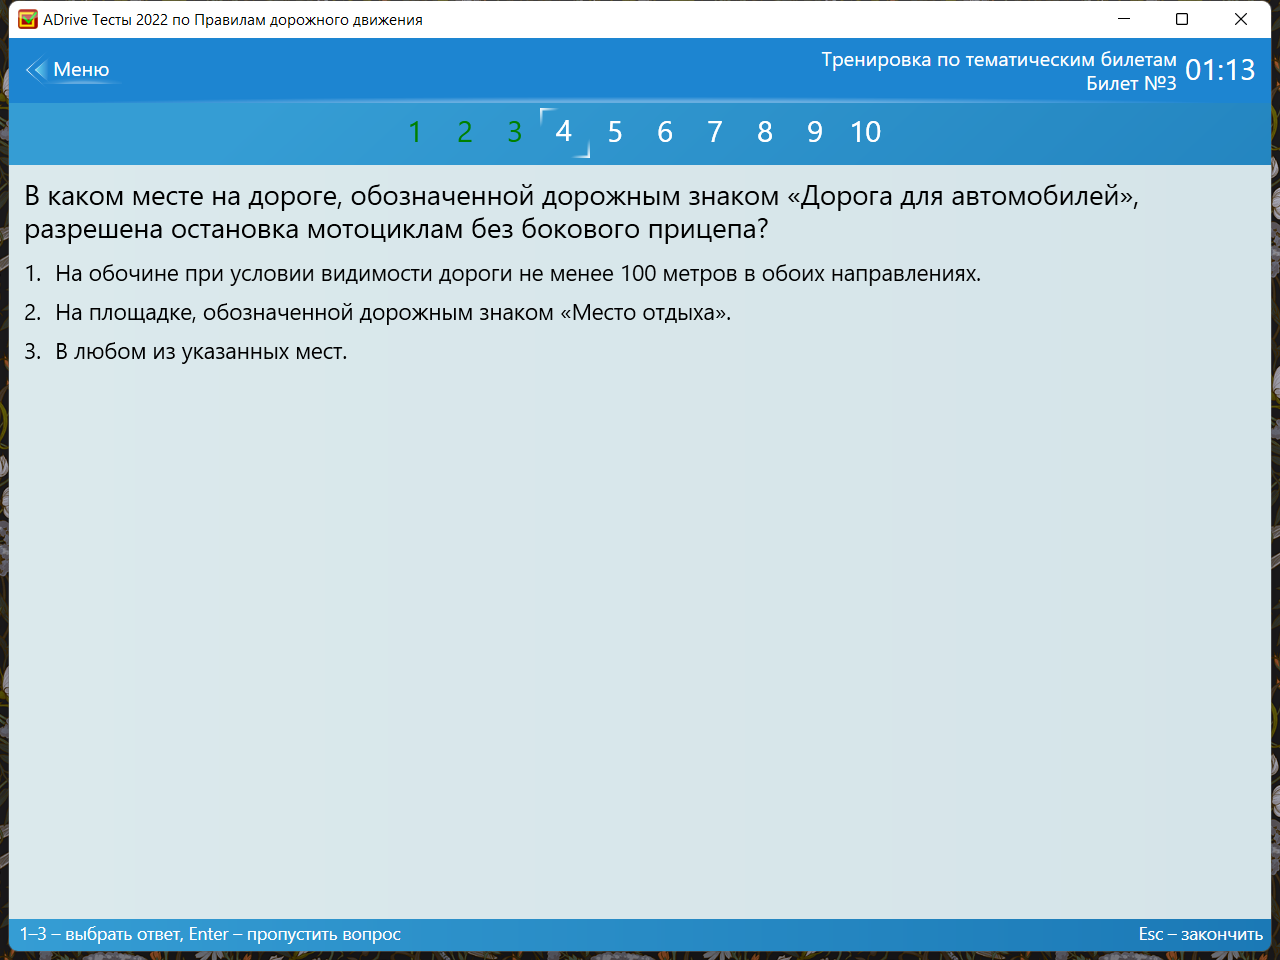 ADrive Тесты 2022 по Правилам дорожного движения
Меню
Тренировка по тематическим билетам
Билет №3
01:13
1 2 3 4 5 6 7 8 9 10
В каком месте на дороге, обозначенной дорожным знаком «Дорога для автомобилей»,
разрешена остановка мотоциклам без бокового прицепа?
1. На обочине при условии видимости дороги не менее 100 метров в обоих направлениях.
2. На площадке, обозначенной дорожным знаком «Место отдыха».
3. В любом из указанных мест.
1–3 – выбрать ответ, Enter – пропустить вопрос
Esc – закончить